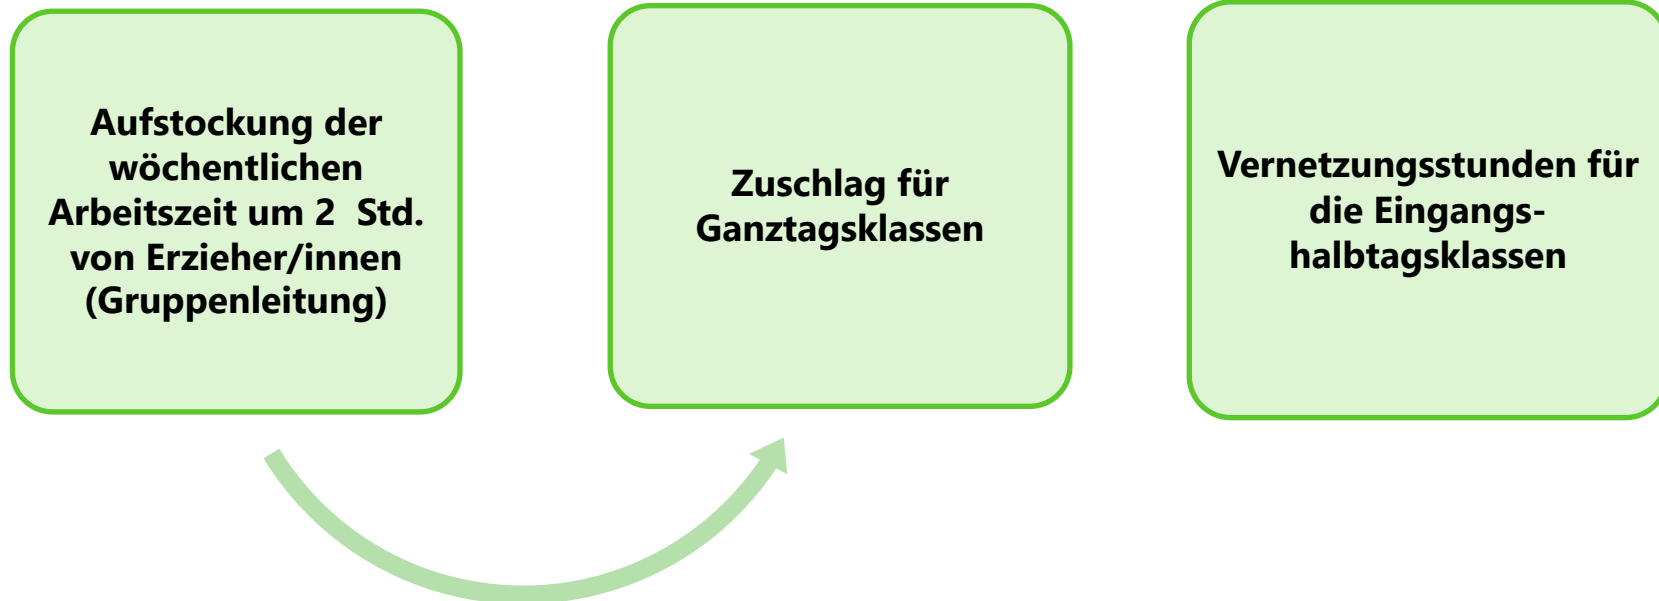 Aufstockung der
wöchentlichen
Arbeitszeit um 2  Std.
von Erzieher/innen
(Gruppenleitung)
Zuschlag für
Ganztagsklassen
Vernetzungsstunden für
die Eingangs-
halbtagsklassen